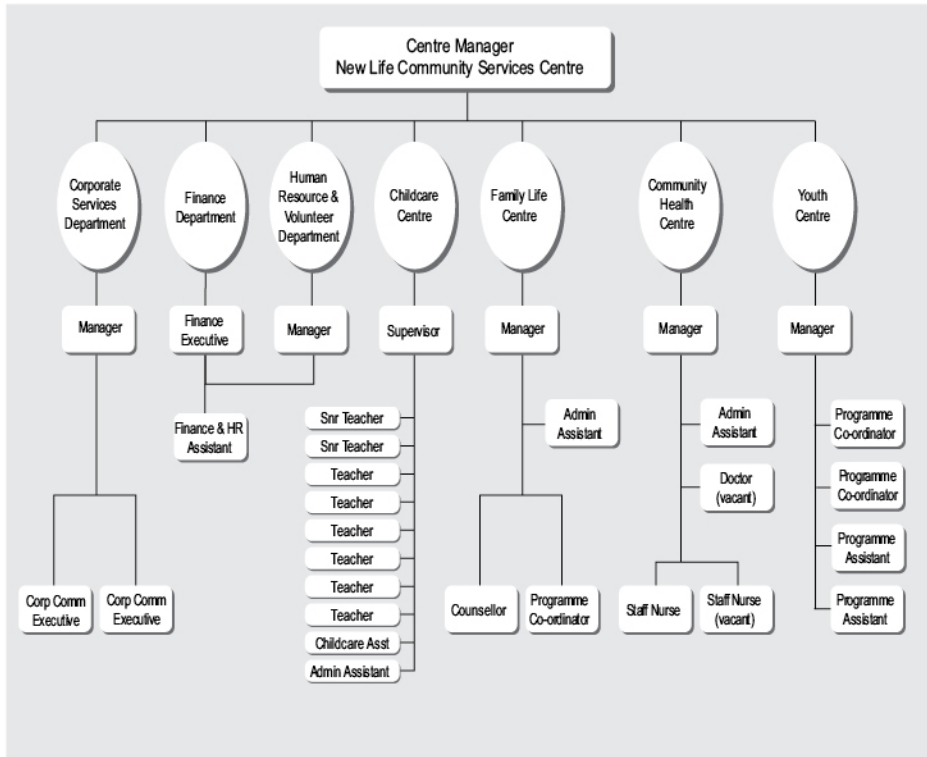 Centre Manager
New Life Community Services Centre
Corporate
Services
Department
Finance
Department
Human
Resource &
Volunteer
Department
Childcare
Centre
Family Life
Centre
Community
Health
Centre
Youth
Centre
Manager
Finance
Executive
Manager
Supervisor
Manager
Manager
Manager
Finance & HR
Assistant
Corp Comm
Executive
Corp Comm
Executive
Snr Teacher
Snr Teacher
Teacher
Teacher
Teacher
Teacher
Teacher
Teacher
Childcare Asst
Admin Assistant
Admin
Assistant
Counsellor
Programme
Co-ordinator
Admin
Assistant
Doctor
(vacant)
Staff Nurse
Staff Nurse
(vacant)
Programme
Co-ordinator
Programme
Co-ordinator
Programme
Assistant
Programme
Assistant